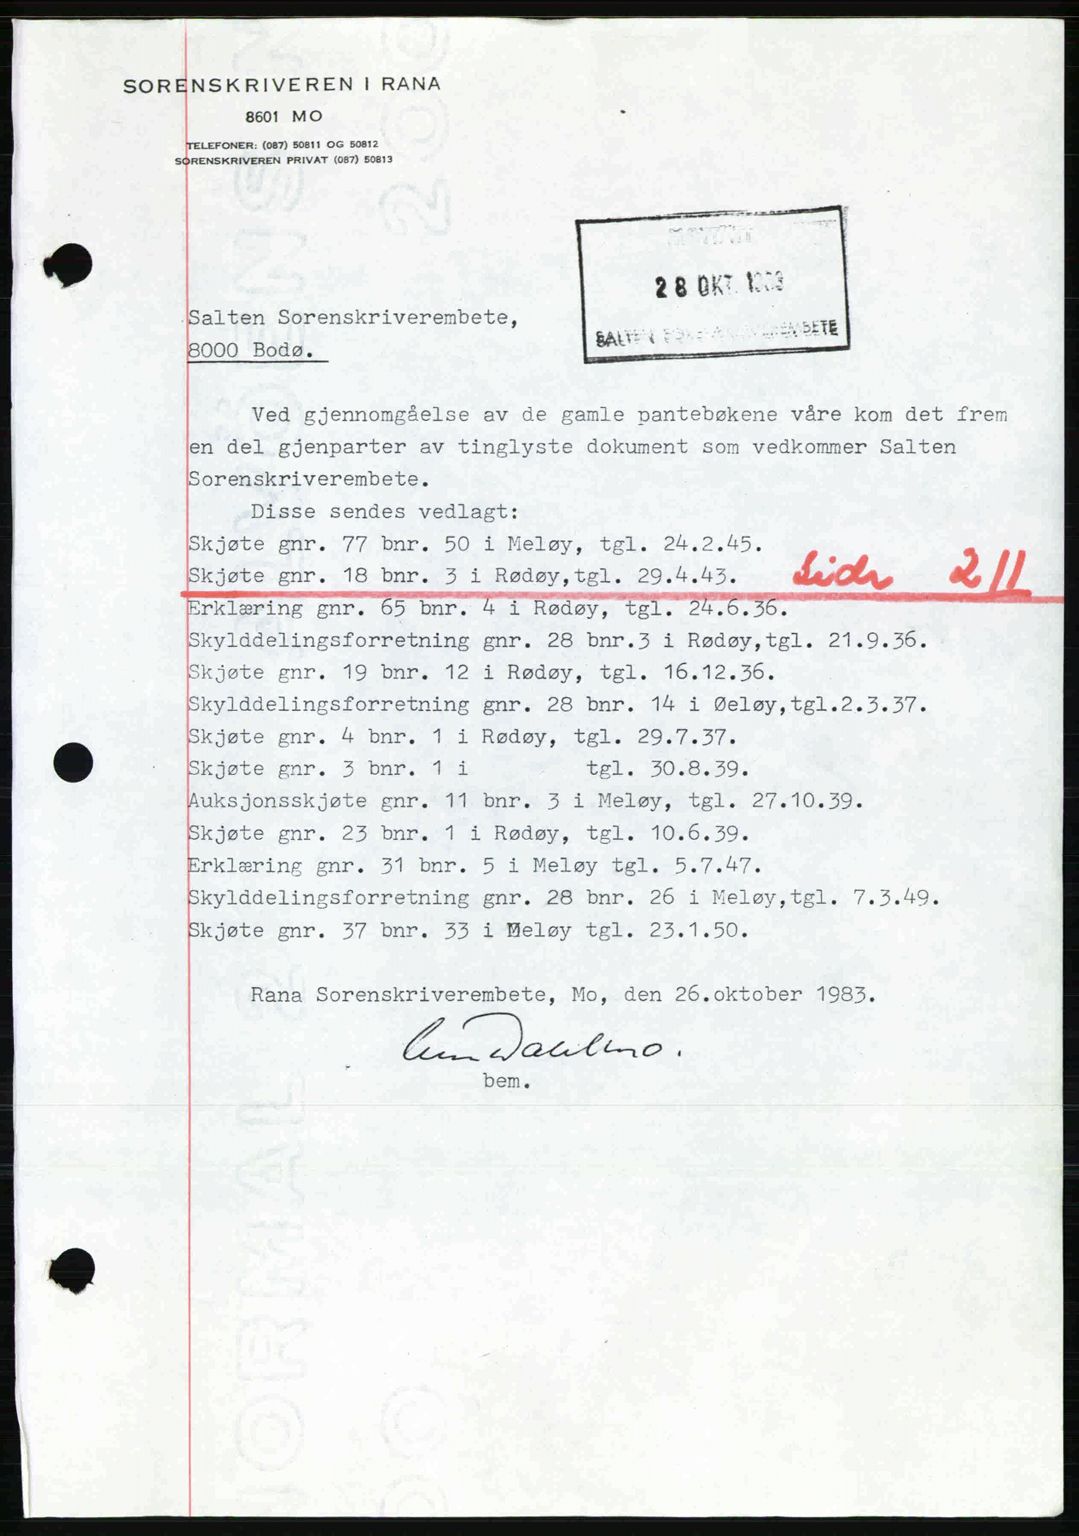 SORENSKRIVEREN I RANA
8601 MO
TELEFONER: (087) 50811 OG 50812
SORENSKRIVEREN PRIVAT (087) 50813
28 OKT. 1983
SALTEN SORENSKRIVEREMBETE
Salten Sorenskriverembete,
8000 Bodø.
Ved gjennomgåelse av de gamle pantebøkene våre kom det frem
en del gjenparter av tinglyste dokument som vedkommer Salten
Sorenskriverembete.
Disse sendes vedlagt:
Skjøte gnr. 77 bnr. 50 i Meløy, tgl. 24.2.45.
Skjøte gnr. 18 bnr. 3 i Rødøy,tgl. 29.4.43. Side 211
Erklæring gnr. 65 bnr. 4 i Rødøy, tgl. 24.6.36.
Skylddelingsforretning gnr. 28 bnr.3 i Rødøy,tgl. 21.9.36.
Skjøte gnr. 19 bnr. 12 i Rødøy, tgl. 16.12.36.
Skylddelingsforretning gnr. 28 bnr. 14 i Øeløy,tgl.2.3.37.
Skjøte gnr. 4 bnr. 1 i Rødøy, tgl. 29.7.37.
Skjøte gnr. 3 bnr. 1 i tgl. 30.8.39.
Auksjonsskjøte gnr. 11 bnr. 3 i Meløy, tgl. 27.10.39.
Skjøte gnr. 23 bnr. 1 i Rødøy, tgl. 10.6.39.
Erklæring gnr. 31 bnr. 5 i Meløy tgl. 5.7.47.
Skylddelingsforretning gnr. 28 bnr. 26 i Meløy,tgl. 7.3.49.
Skjøte gnr. 37 bnr. 33 i Meløy tgl. 23.1.50.
Rana Sorenskriverembete, Mo, den 26.oktober 1983.
bem.